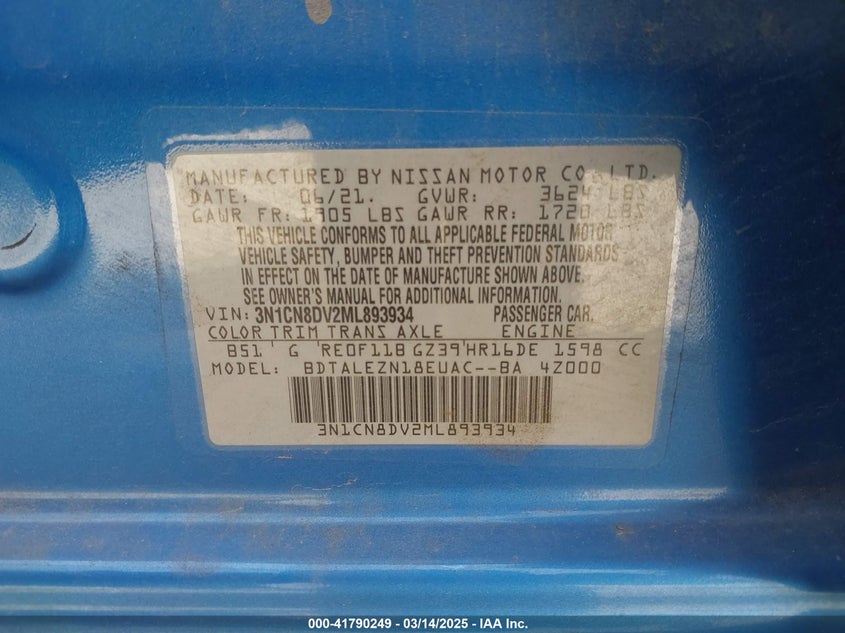 MANUFACTURED BY NISSAN MOTOR CO., LTD.
DATE: 06/21. GVWR: 3624 LBS
GAWR FR: 1905 LBS GAWR RR: 1720 LBS
THIS VEHICLE CONFORMS TO ALL APPLICABLE FEDERAL MOTOR
VEHICLE SAFETY, BUMPER AND THEFT PREVENTION STANDARDS
IN EFFECT ON THE DATE OF MANUFACTURE SHOWN ABOVE.
SEE OWNER'S MANUAL FOR ADDITIONAL INFORMATION.
VIN: 3N1CN8DV2ML893934 PASSENGER CAR.
COLOR TRIM TRANS AXLE ENGINE
B51 ' G 'RE0F11B GZ39'HR16DE 1598 CC
MODEL: BDTALEZN18EUAC--BA 4Z000
3N1CN8DV2ML893934
000-41790249 - 03/14/2025 - IAA Inc.